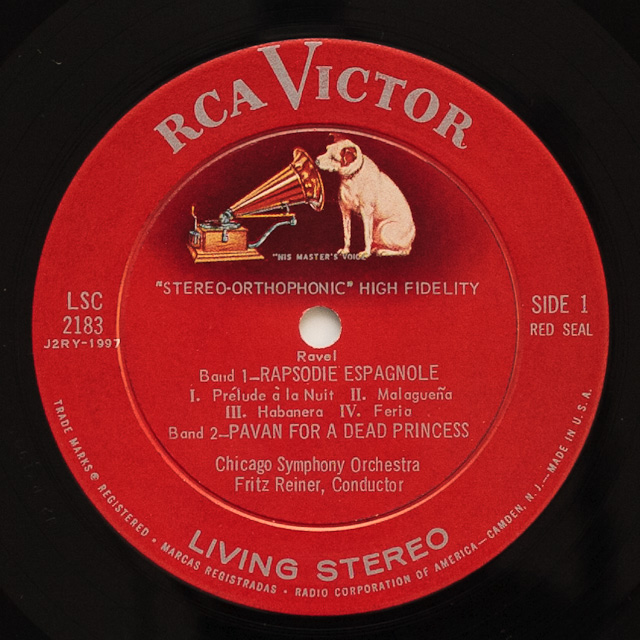 RCA VICTOR
"HIS MASTER'S VOICE"
"STEREO-ORTHOPHONIC" HIGH FIDELITY
LSC
2183
J2RY-1997
SIDE 1
RED SEAL
Ravel
Band 1—RAPSODIE ESPAGNOLE
I. Prélude à la Nuit II. Malagueña
III. Habanera IV. Feria
Band 2—PAVAN FOR A DEAD PRINCESS
Chicago Symphony Orchestra
Fritz Reiner, Conductor
LIVING STEREO
TRADE MARKS ® REGISTERED • MARCAS REGISTRADAS • RADIO CORPORATION OF AMERICA—CAMDEN, N. J.—MADE IN U. S. A.